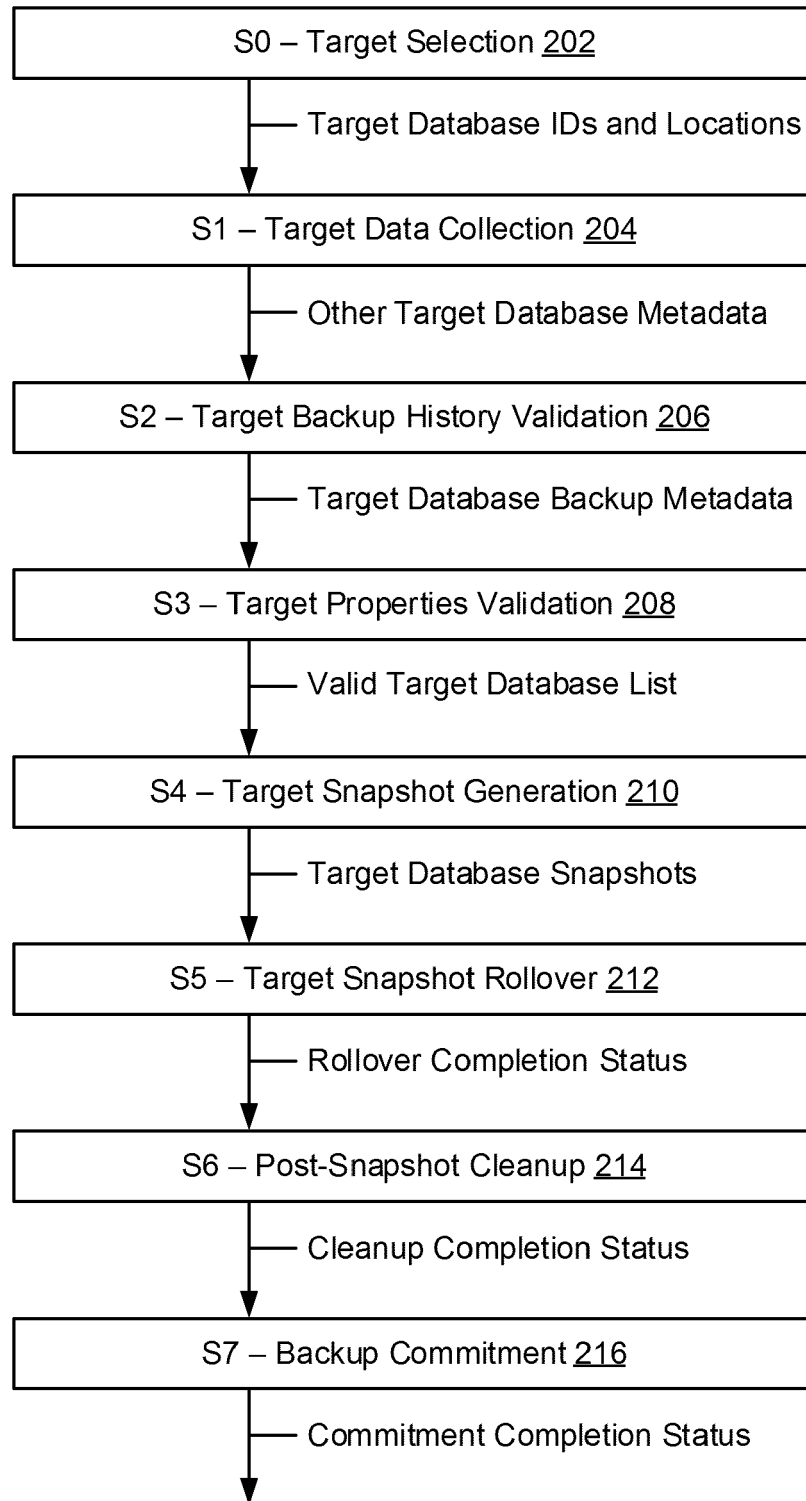 S0 – Target Selection 202
Target Database IDs and Locations
S1 – Target Data Collection 204
Other Target Database Metadata
S2 – Target Backup History Validation 206
Target Database Backup Metadata
S3 – Target Properties Validation 208
Valid Target Database List
S4 – Target Snapshot Generation 210
Target Database Snapshots
S5 – Target Snapshot Rollover 212
Rollover Completion Status
S6 – Post-Snapshot Cleanup 214
Cleanup Completion Status
S7 – Backup Commitment 216
Commitment Completion Status